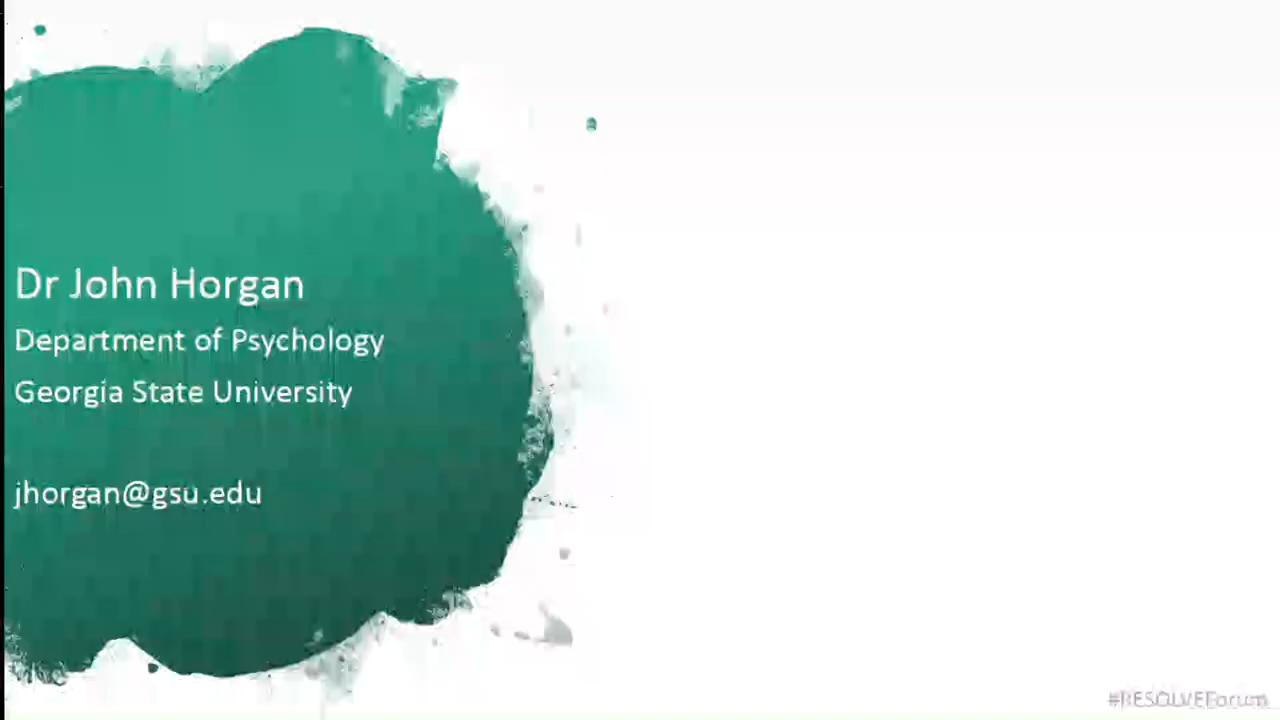 Dr John Horgan
Department of Psychology
Georgia State University
jhorgan@gsu.edu
#RESOLVEForum